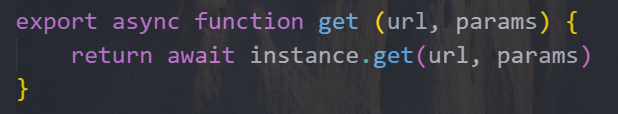 export async function get (url, params) {
    return await instance.get(url, params)
}